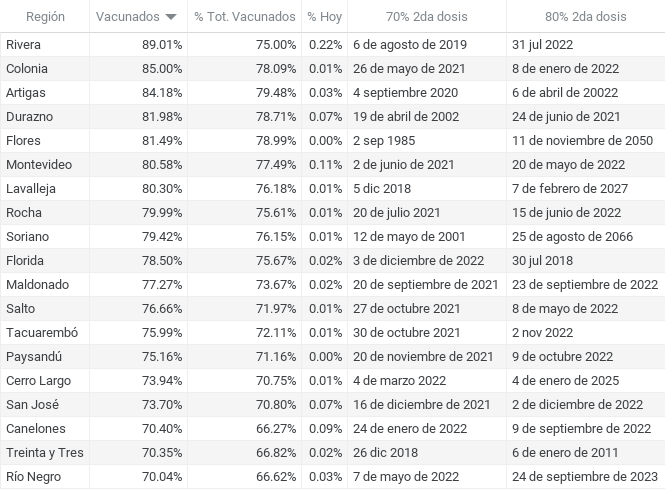 Región Vacunados % Tot. Vacunados % Hoy 70% 2da dosis 80% 2da dosis
Rivera 89.01% 75.00% 0.22% 6 de agosto de 2019 31 jul 2022
Colonia 85.00% 78.09% 0.01% 26 de mayo de 2021 8 de enero de 2022
Artigas 84.18% 79.48% 0.03% 4 septiembre 2020 6 de abril de 20022
Durazno 81.98% 78.71% 0.07% 19 de abril de 2002 24 de junio de 2021
Flores 81.49% 78.99% 0.00% 2 sep 1985 11 de noviembre de 2050
Montevideo 80.58% 77.49% 0.11% 2 de junio de 2021 20 de mayo de 2022
Lavalleja 80.30% 76.18% 0.01% 5 dic 2018 7 de febrero de 2027
Rocha 79.99% 75.61% 0.01% 20 de julio 2021 15 de junio de 2022
Soriano 79.42% 76.15% 0.01% 12 de mayo de 2001 25 de agosto de 2066
Florida 78.50% 75.67% 0.02% 3 de diciembre de 2022 30 jul 2018
Maldonado 77.27% 73.67% 0.02% 20 de septiembre de 2021 23 de septiembre de 2022
Salto 76.66% 71.97% 0.01% 27 de octubre 2021 8 de mayo de 2022
Tacuarembó 75.99% 72.11% 0.01% 30 de octubre 2021 2 nov 2022
Paysandú 75.16% 71.16% 0.00% 20 de noviembre de 2021 9 de octubre 2022
Cerro Largo 73.94% 70.75% 0.01% 4 de marzo 2022 4 de enero de 2025
San José 73.70% 70.80% 0.07% 16 de diciembre de 2021 2 de diciembre de 2022
Canelones 70.40% 66.27% 0.09% 24 de enero de 2022 9 de septiembre de 2022
Treinta y Tres 70.35% 66.82% 0.02% 26 dic 2018 6 de enero de 2011
Río Negro 70.04% 66.62% 0.03% 7 de mayo de 2022 24 de septiembre de 2023